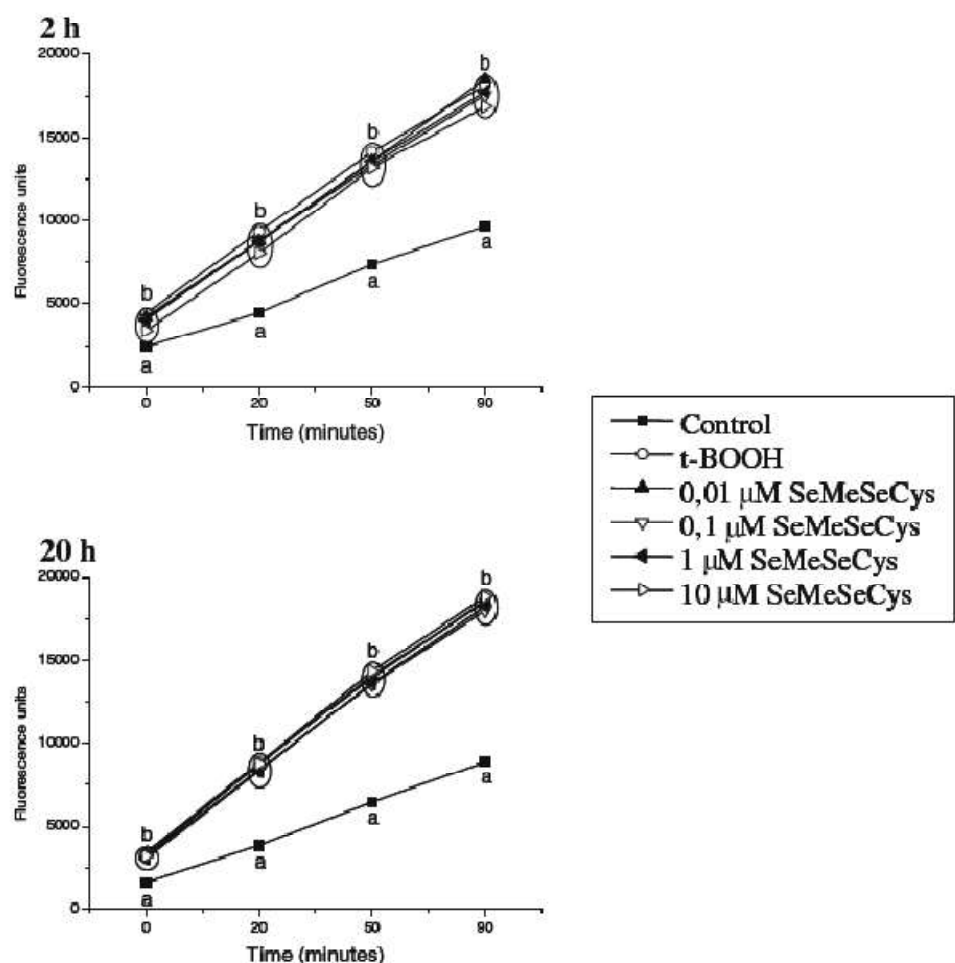 2 h
20000
15000
10000
5000
0
Fluorescence units
b
b
b
b
a
a
a
a
0
20
50
90
Time (minutes)
Control
t-BOOH
0,01 µM SeMeSeCys
0,1 µM SeMeSeCys
1 µM SeMeSeCys
10 µM SeMeSeCys
20 h
20000
15000
10000
5000
0
Fluorescence units
b
b
b
b
a
a
a
a
0
20
50
90
Time (minutes)